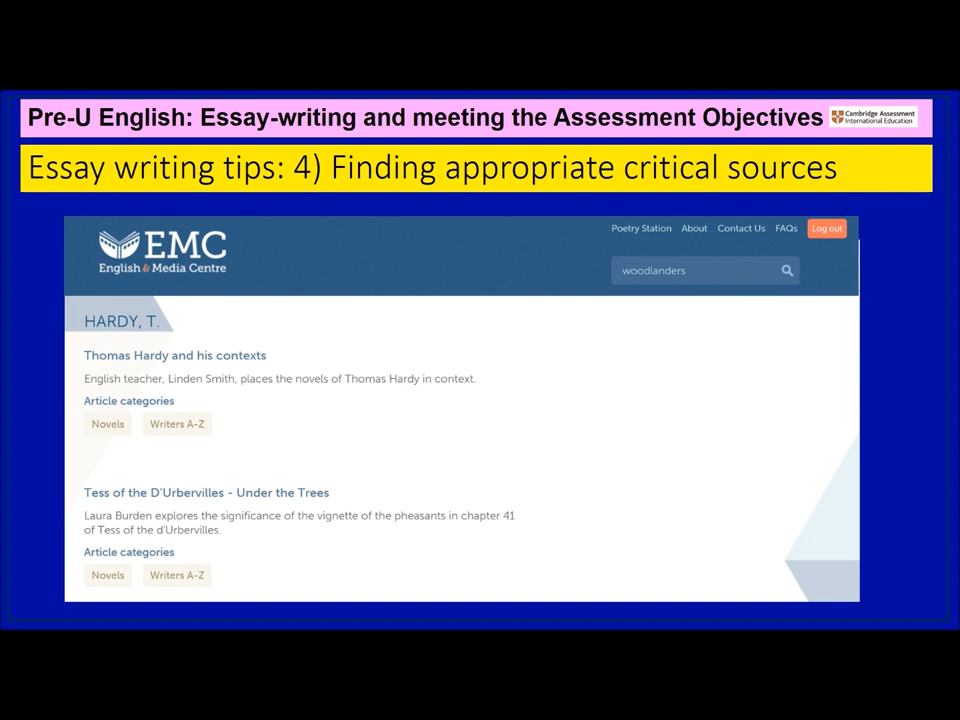 Pre-U English: Essay-writing and meeting the Assessment Objectives
Cambridge Assessment
International Education
Essay writing tips: 4) Finding appropriate critical sources
EMC
English & Media Centre
Poetry Station About Contact Us FAQs Log out
woodlanders
HARDY, T.
Thomas Hardy and his contexts
English teacher, Linden Smith, places the novels of Thomas Hardy in context.
Article categories
Novels Writers A-Z
Tess of the D'Urbervilles - Under the Trees
Laura Burden explores the significance of the vignette of the pheasants in chapter 41
of Tess of the d'Urbervilles.
Article categories
Novels Writers A-Z